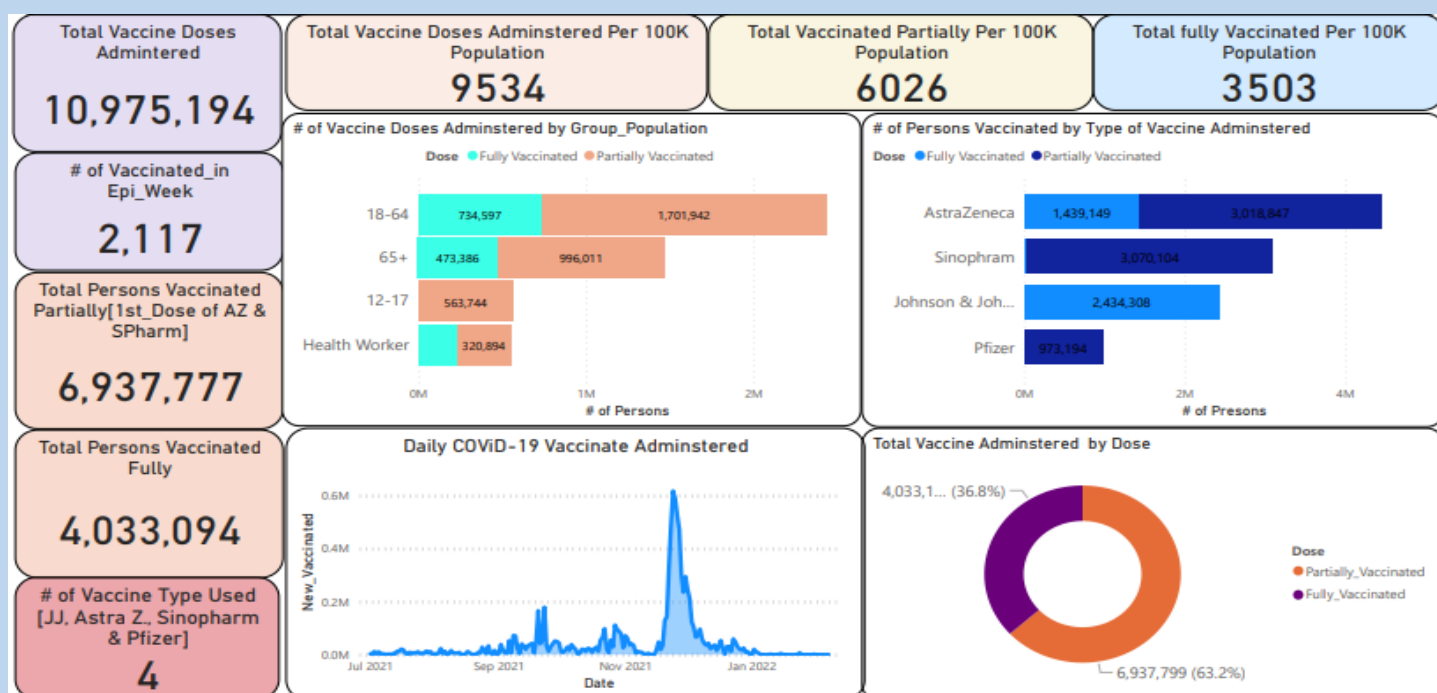 Total Vaccine Doses
Admintered
10,975,194
Total Vaccine Doses Adminstered Per 100K
Population
9534
Total Vaccinated Partially Per 100K
Population
6026
Total fully Vaccinated Per 100K
Population
3503
# of Vaccinated_in
Epi_Week
2,117
Total Persons Vaccinated
Partially[1st_Dose of AZ &
SPharm]
6,937,777
Total Persons Vaccinated
Fully
4,033,094
# of Vaccine Type Used
[JJ, Astra Z., Sinopharm
& Pfizer]
4
# of Vaccine Doses Adminstered by Group_Population
Dose Fully Vaccinated Partially Vaccinated
18-64 734,597 1,701,942
65+ 473,386 996,011
12-17 563,744
Health Worker 320,894
0M 1M 2M
# of Persons
# of Persons Vaccinated by Type of Vaccine Adminstered
Dose Fully Vaccinated Partially Vaccinated
AstraZeneca 1,439,149 3,018,847
Sinophram 3,070,104
Johnson & Joh... 2,434,308
Pfizer 973,194
0M 2M 4M
# of Presons
Daily COViD-19 Vaccinate Adminstered
New_Vaccinated
0.6M
0.4M
0.2M
0.0M
Jul 2021 Sep 2021 Nov 2021 Jan 2022
Date
Total Vaccine Adminstered by Dose
4,033,1... (36.8%)
6,937,799 (63.2%)
Dose
Partially_Vaccinated
Fully_Vaccinated